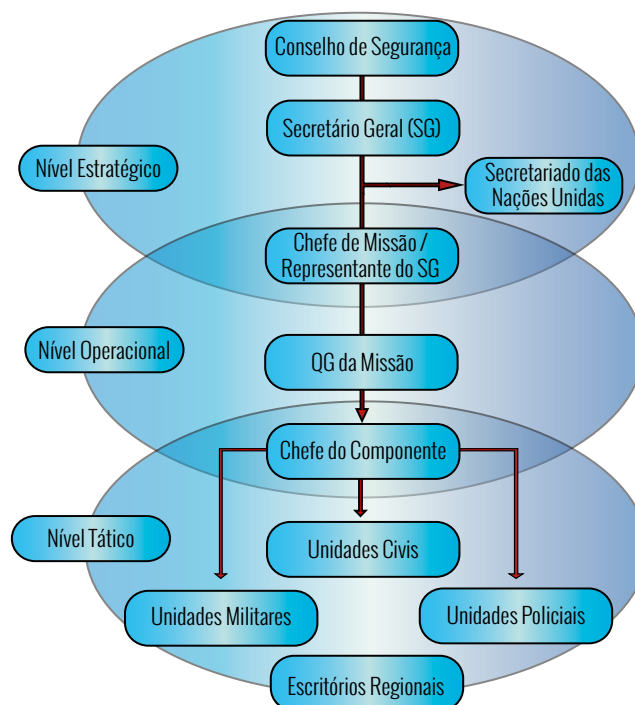 Conselho de Segurança
Secretário Geral (SG)
Nível Estratégico
Secretariado das
Nações Unidas
Chefe de Missão /
Representante do SG
Nível Operacional
QG da Missão
Chefe do Componente
Nível Tático
Unidades Civis
Unidades Militares
Unidades Policiais
Escritórios Regionais